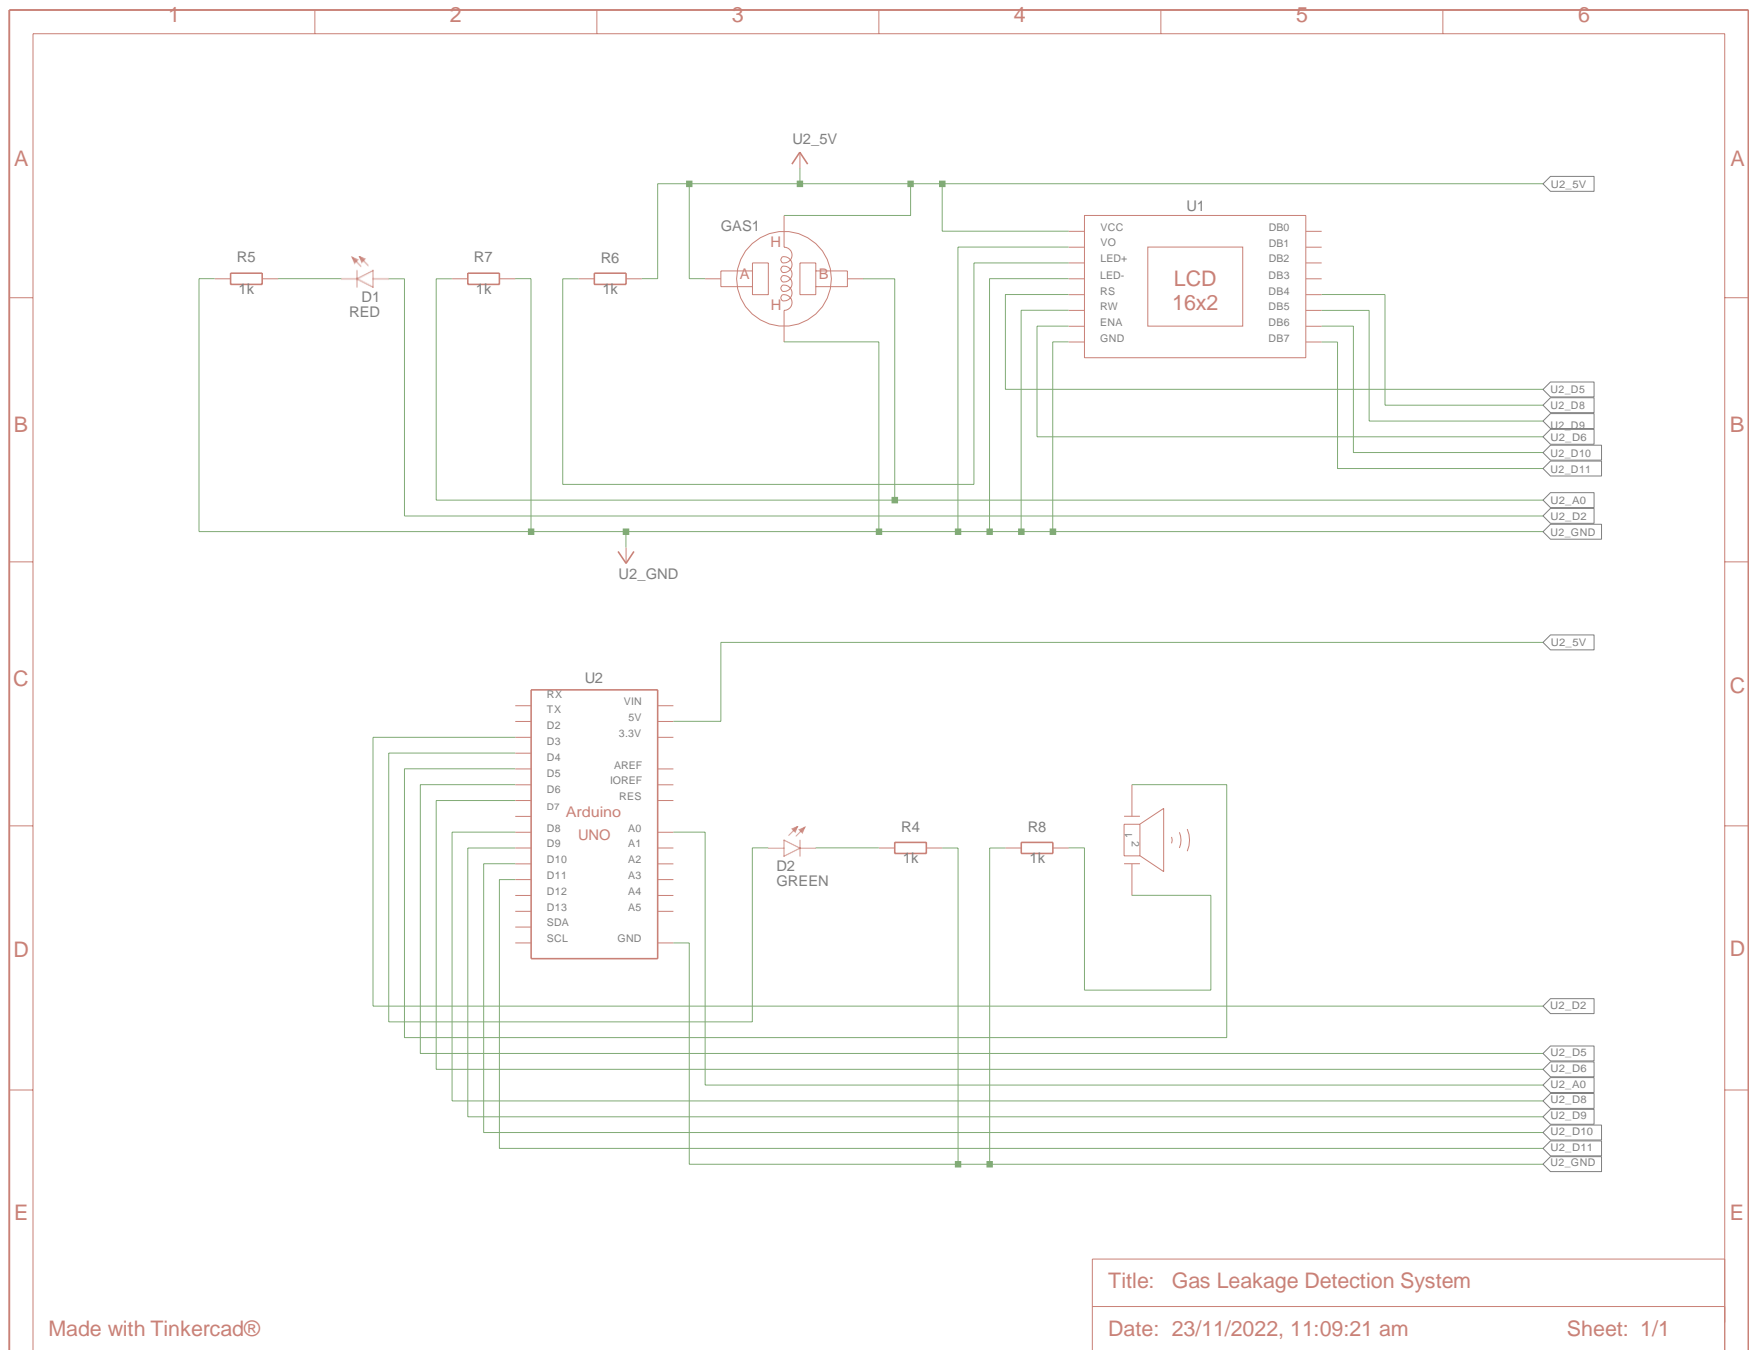 1 2 3 4 5 6
U2_5V
A A
U2_5V
U1
GAS1
VCC DB0
VO DB1
LED+ DB2
LED- DB3
RS DB4
RW DB5
ENA DB6
GND DB7
LCD
16x2
H
A B
H
R5
1k
D1
RED
R7
1k
R6
1k
U2_D5
U2_D8
U2_D9
U2_D6
U2_D10
U2_D11
B B
U2_A0
U2_D2
U2_GND
U2_GND
U2_5V
C C
U2
RX VIN
TX 5V
D2 3.3V
D3
D4 AREF
D5 IOREF
D6 RES
D7
Arduino
UNO
D8 A0
D9 A1
D10 A2
D11 A3
D12 A4
D13 A5
SDA
SCL GND
D2
GREEN
R4
1k
R8
1k
1
2
D D
U2_D2
U2_D5
U2_D6
U2_A0
U2_D8
U2_D9
U2_D10
U2_D11
U2_GND
E E
Title: Gas Leakage Detection System
Made with Tinkercad®
Date: 23/11/2022, 11:09:21 am Sheet: 1/1